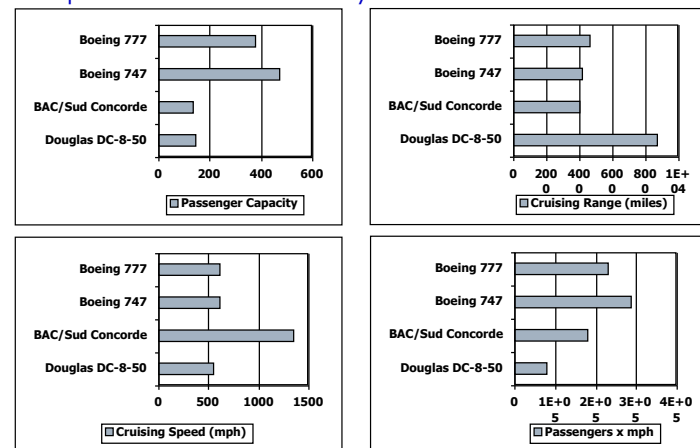 Boeing 777
Boeing 747
BAC/Sud Concorde
Douglas DC-8-50
0 200 400 600
Passenger Capacity
Boeing 777
Boeing 747
BAC/Sud Concorde
Douglas DC-8-50
0 200 400 600 800 1E+
0 0 0 0 04
Cruising Range (miles)
Boeing 777
Boeing 747
BAC/Sud Concorde
Douglas DC-8-50
0 500 1000 1500
Cruising Speed (mph)
Boeing 777
Boeing 747
BAC/Sud Concorde
Douglas DC-8-50
0 1E+0 2E+0 3E+0 4E+0
5 5 5 5
Passengers x mph